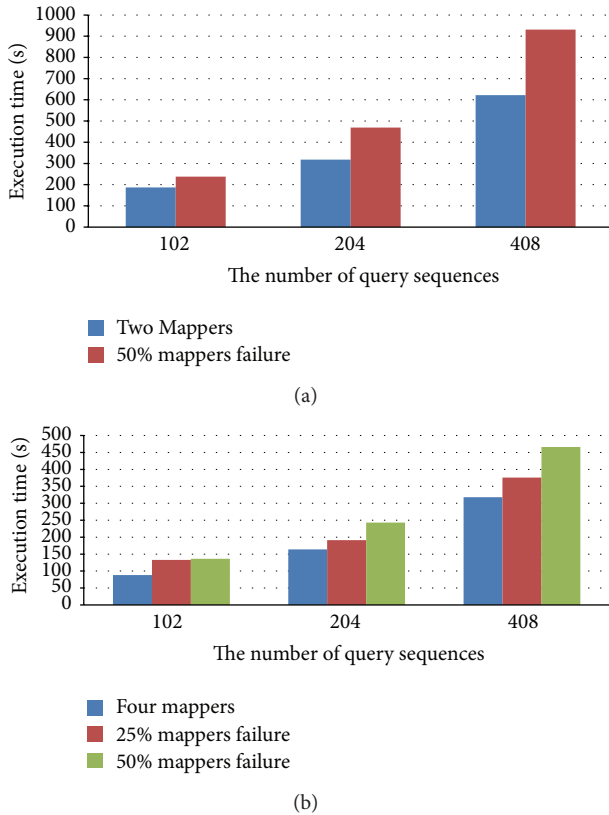 1000
900
800
700
600
500
400
300
200
100
0
Execution time (s)
102 204 408
The number of query sequences
Two Mappers
50% mappers failure
(a)
500
450
400
350
300
250
200
150
100
50
0
Execution time (s)
102 204 408
The number of query sequences
Four mappers
25% mappers failure
50% mappers failure
(b)